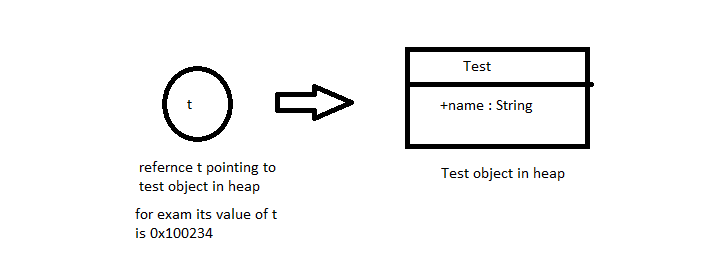 t
refernce t pointing to
test object in heap
for exam its value of t
is 0x100234
Test
+name : String
Test object in heap